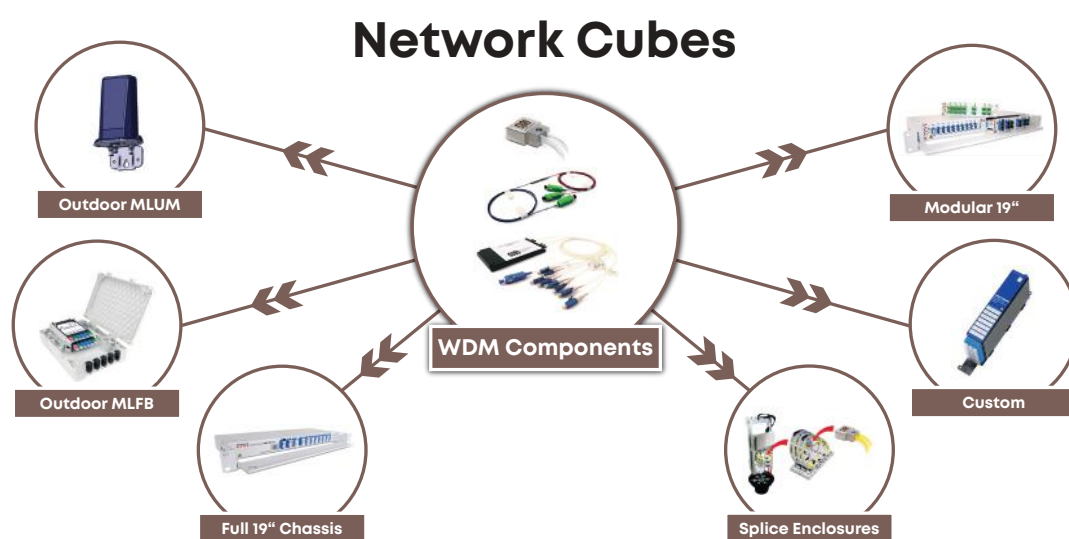 Network Cubes
Outdoor MLUM
Modular 19“
WDM Components
Outdoor MLFB
Custom
Full 19“ Chassis
Splice Enclosures